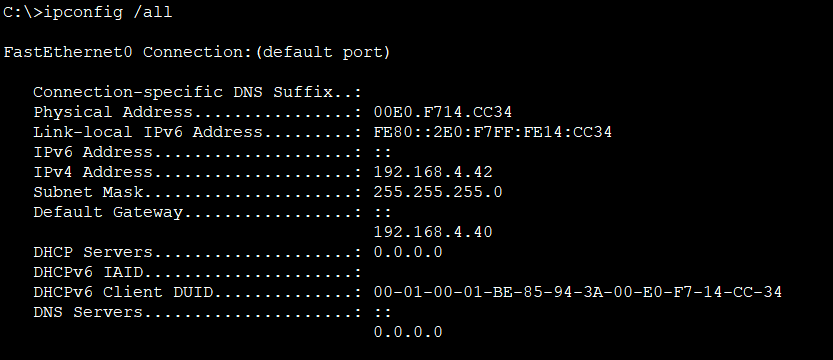 C:\>ipconfig /all
FastEthernet0 Connection:(default port)
Connection-specific DNS Suffix..:
Physical Address................: 00E0.F714.CC34
Link-local IPv6 Address.........: FE80::2E0:F7FF:FE14:CC34
IPv6 Address....................: ::
IPv4 Address....................: 192.168.4.42
Subnet Mask.....................: 255.255.255.0
Default Gateway.................: ::
192.168.4.40
DHCP Servers....................: 0.0.0.0
DHCPv6 IAID.....................:
DHCPv6 Client DUID..............: 00-01-00-01-BE-85-94-3A-00-E0-F7-14-CC-34
DNS Servers.....................: ::
0.0.0.0